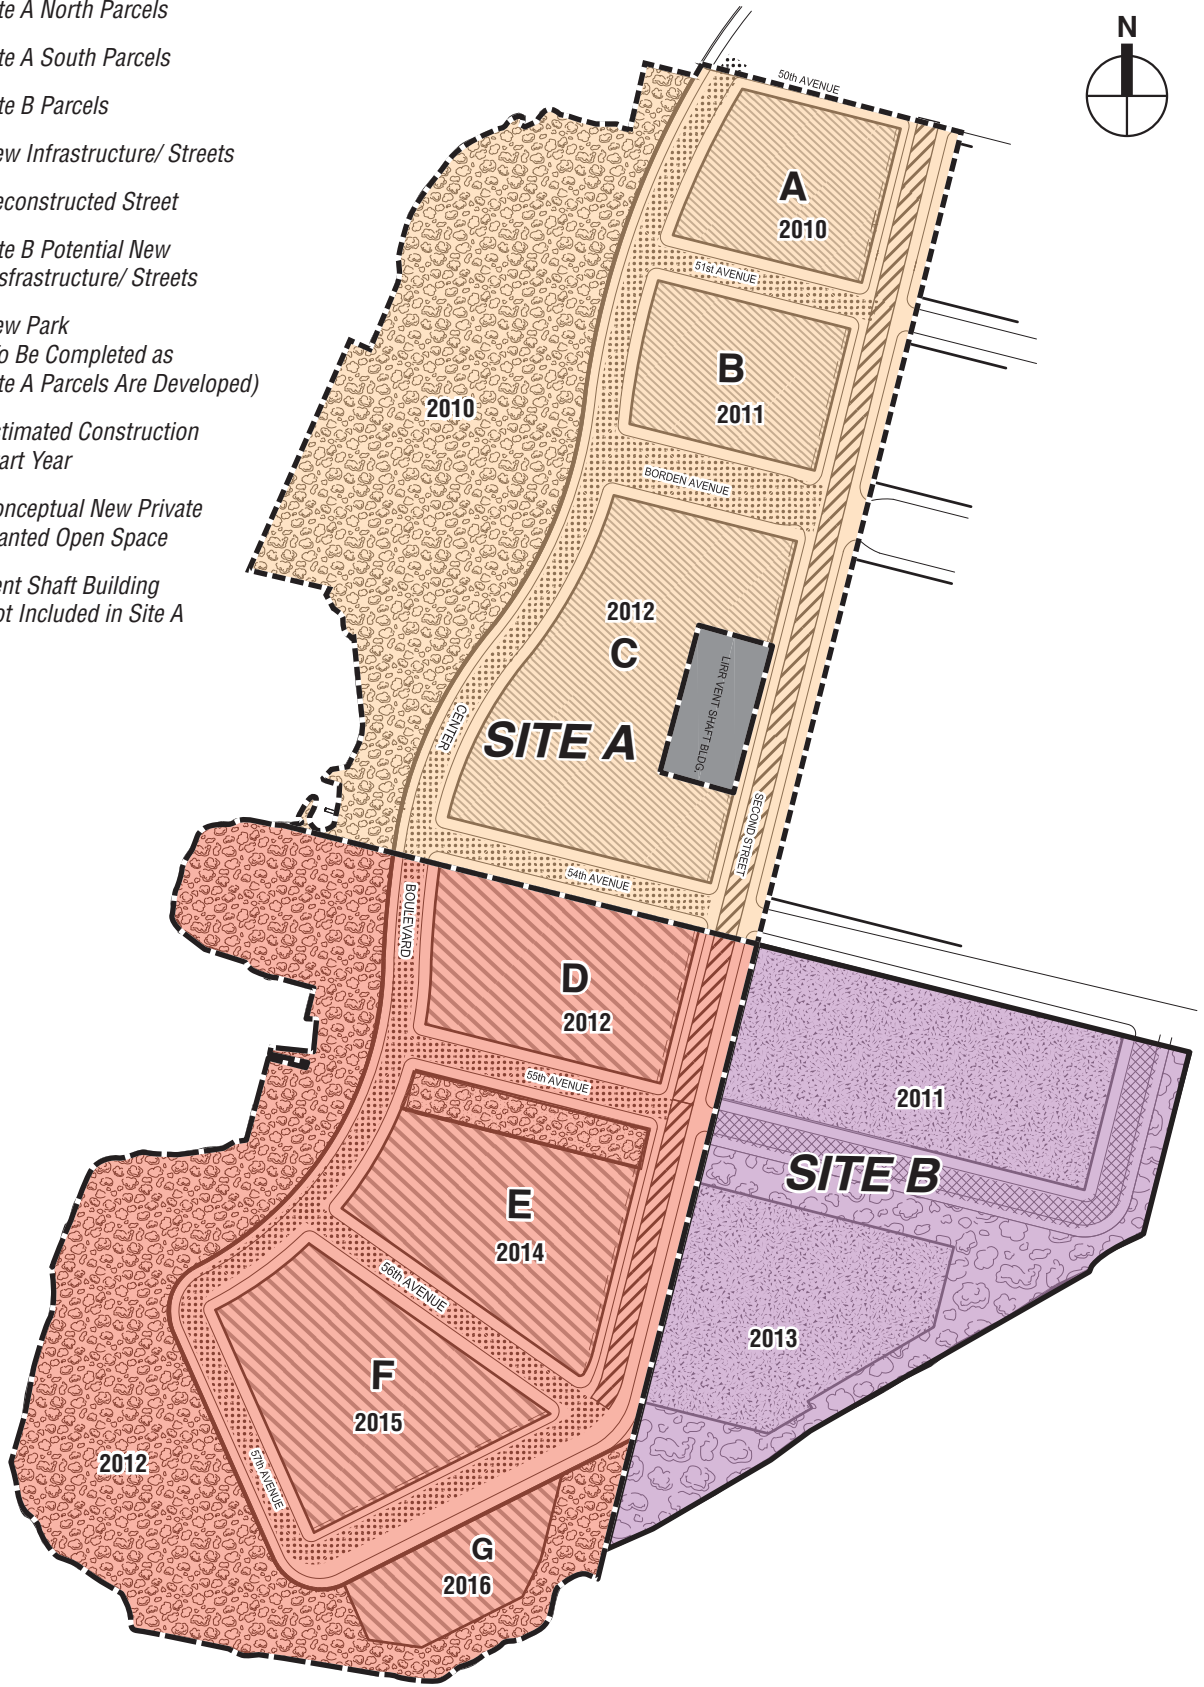 te A North Parcels
te A South Parcels
te B Parcels
ew Infrastructure/ Streets
econstructed Street
te B Potential New
nsfrastructure/ Streets
ew Park
o Be Completed as
te A Parcels Are Developed)
stimated Construction
art Year
onceptual New Private
anted Open Space
ent Shaft Building
ot Included in Site A
N
50th AVENUE
A
2010
51st AVENUE
B
2011
2010
BORDEN AVENUE
2012
C
LIRR VENT SHAFT BLDG.
CENTER
SITE A
SECOND STREET
54th AVENUE
BOULEVARD
D
2012
55th AVENUE
2011
SITE B
E
2014
56th AVENUE
2013
F
2015
57th AVENUE
2012
G
2016